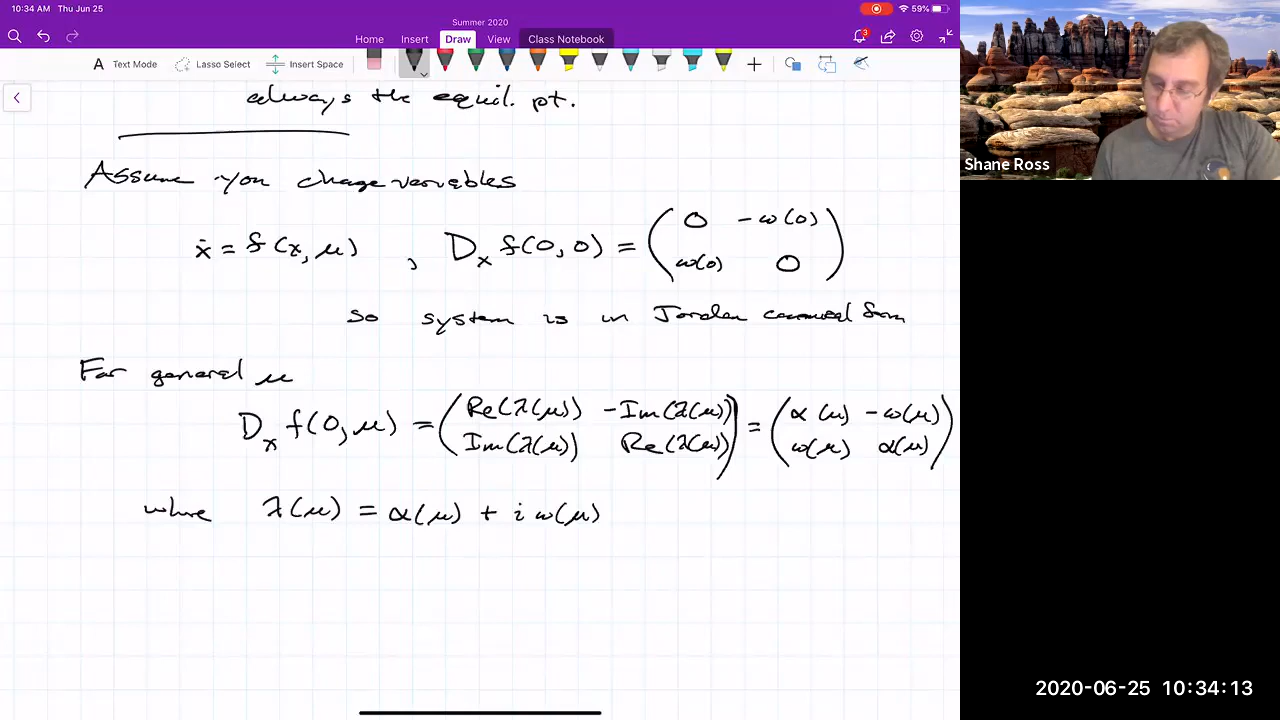 10:34 AM Thu Jun 25
59%
Summer 2020
Home Insert Draw View Class Notebook
3
A Text Mode Lasso Select Insert Space
always the equil. pt.
Assume you change variables
ẋ = f(x, μ) , Dₓ f(0, 0) = ( 0 -ω(0)
ω(0) 0 )
so system is in Jordan canonical form
For general μ
Dₓ f(0, μ) = ( Re(λ(μ)) -Im(λ(μ)) = ( α(μ) -ω(μ)
Im(λ(μ)) Re(λ(μ)) ) ω(μ) α(μ) )
where λ(μ) = α(μ) + i ω(μ)
Shane Ross
2020-06-25 10:34:13